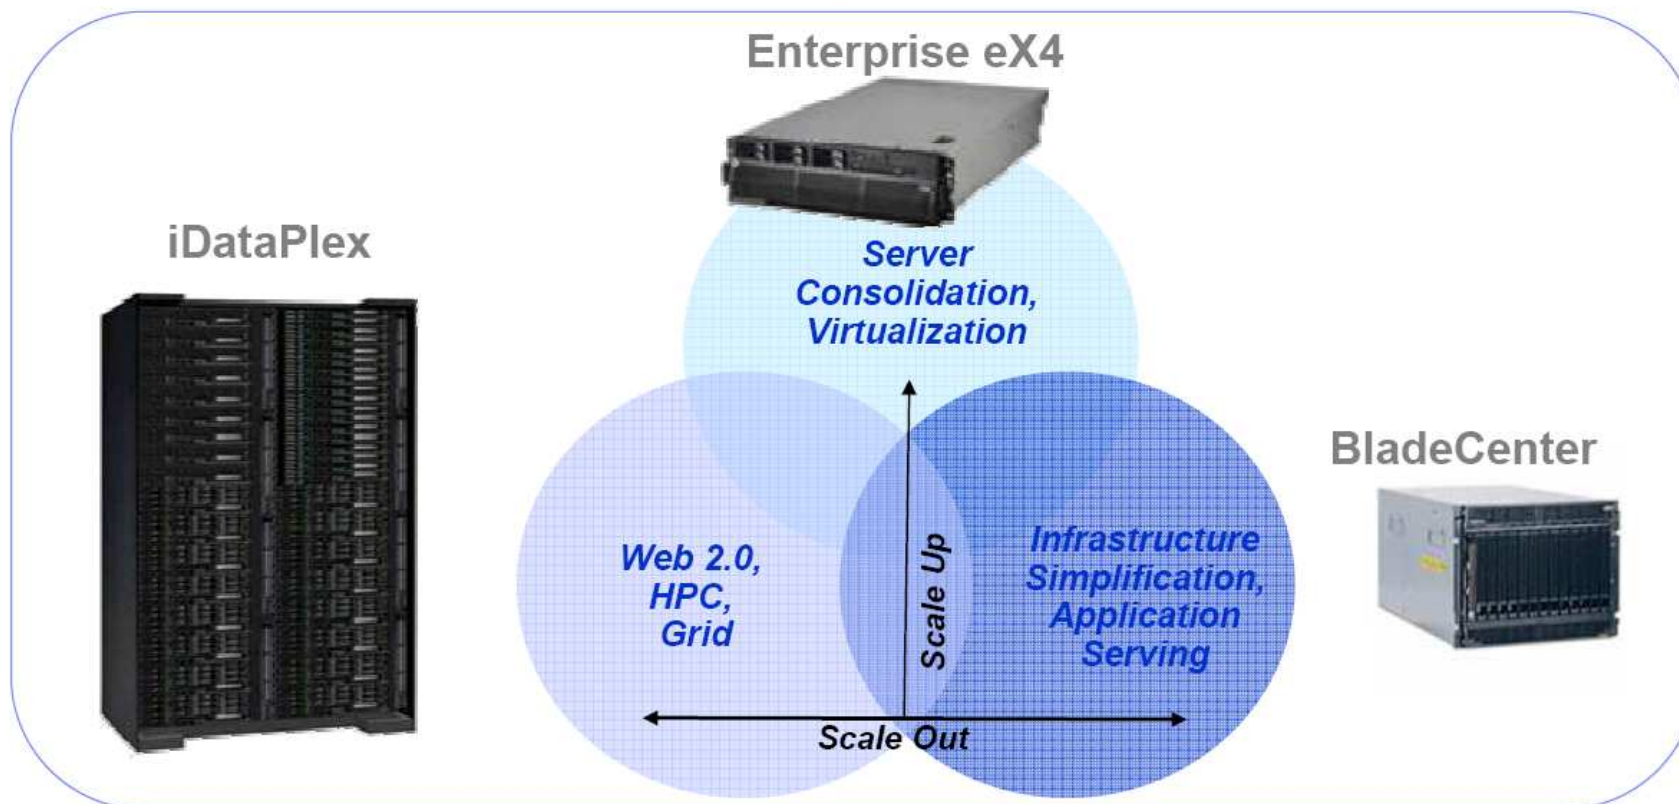 Enterprise eX4
iDataPlex
Server
Consolidation,
Virtualization
BladeCenter
Web 2.0,
HPC,
Grid
Scale Up
Infrastructure
Simplification,
Application
Serving
Scale Out